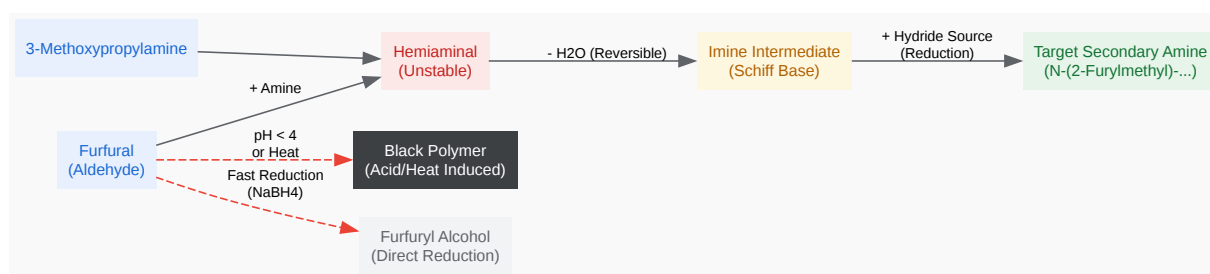 3-Methoxypropylamine
Hemiaminal
(Unstable)
- H2O (Reversible)
Imine Intermediate
(Schiff Base)
+ Hydride Source
(Reduction)
Target Secondary Amine
(N-(2-Furylmethyl)-...)
+ Amine
Furfural
(Aldehyde)
pH < 4
or Heat
Black Polymer
(Acid/Heat Induced)
Fast Reduction
(NaBH4)
Furfuryl Alcohol
(Direct Reduction)